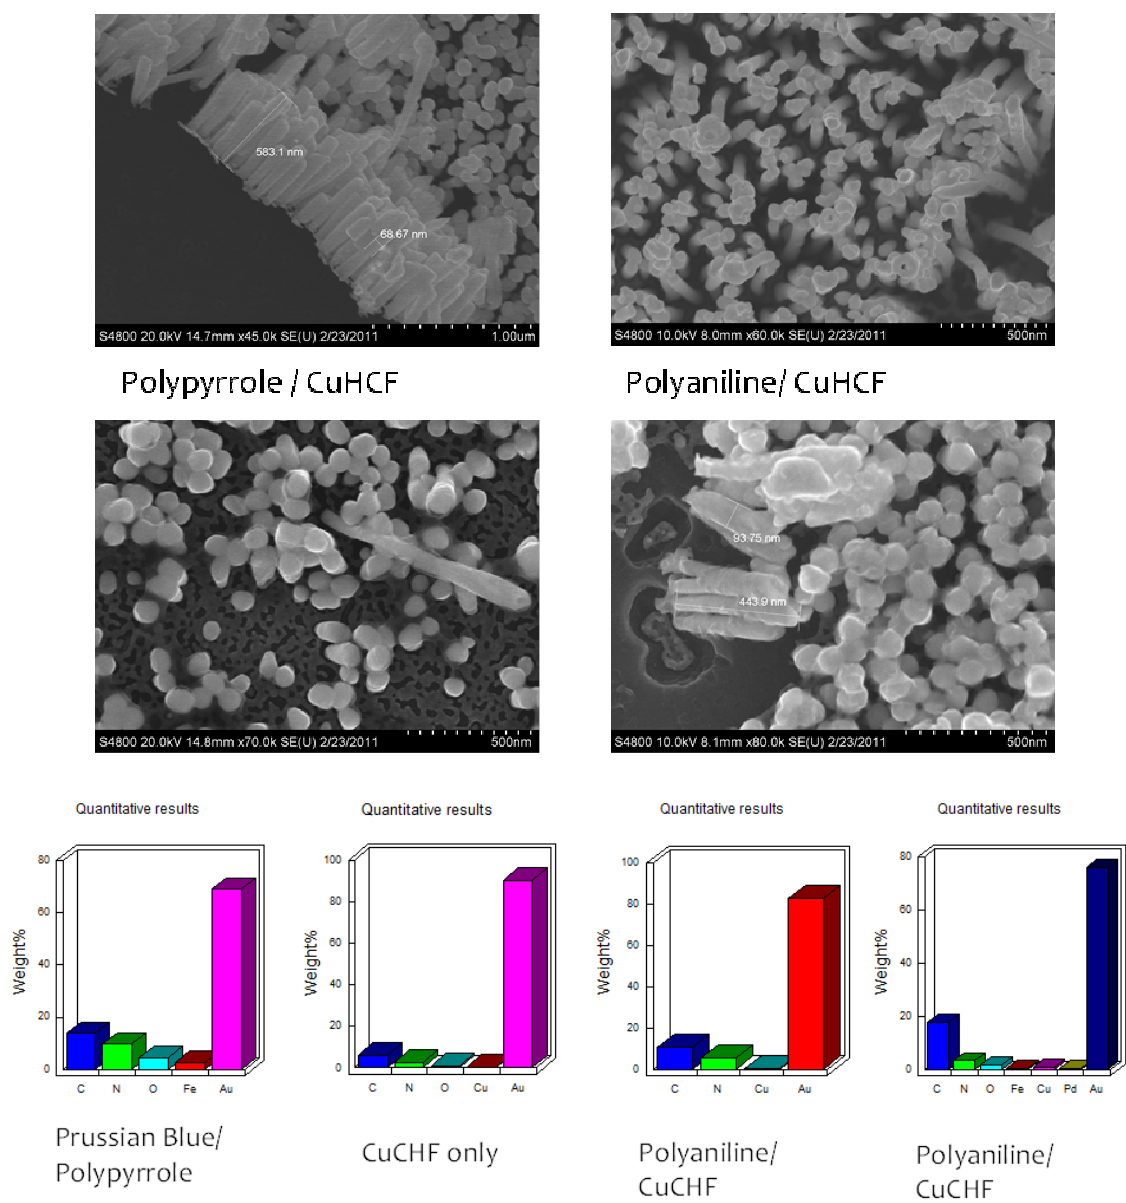 583.1 nm
68.67 nm
S4800 20.0kV 14.7mm x45.0k SE(U) 2/23/2011 1.00um
S4800 10.0kV 8.0mm x60.0k SE(U) 2/23/2011 500nm
Polypyrrole / CuHCF
Polyaniline/ CuHCF
93.75 nm
443.9 nm
S4800 20.0kV 14.8mm x70.0k SE(U) 2/23/2011 500nm
S4800 10.0kV 8.1mm x80.0k SE(U) 2/23/2011 500nm
Quantitative results
Weight%
80
60
40
20
0
C N O Fe Au
Prussian Blue/
Polypyrrole
Quantitative results
Weight%
100
80
60
40
20
0
C N O Cu Au
CuCHF only
Quantitative results
Weight%
100
80
60
40
20
0
C N Cu Au
Polyaniline/
CuCHF
Quantitative results
Weight%
80
60
40
20
0
C N O Fe Cu Pd Au
Polyaniline/
CuCHF